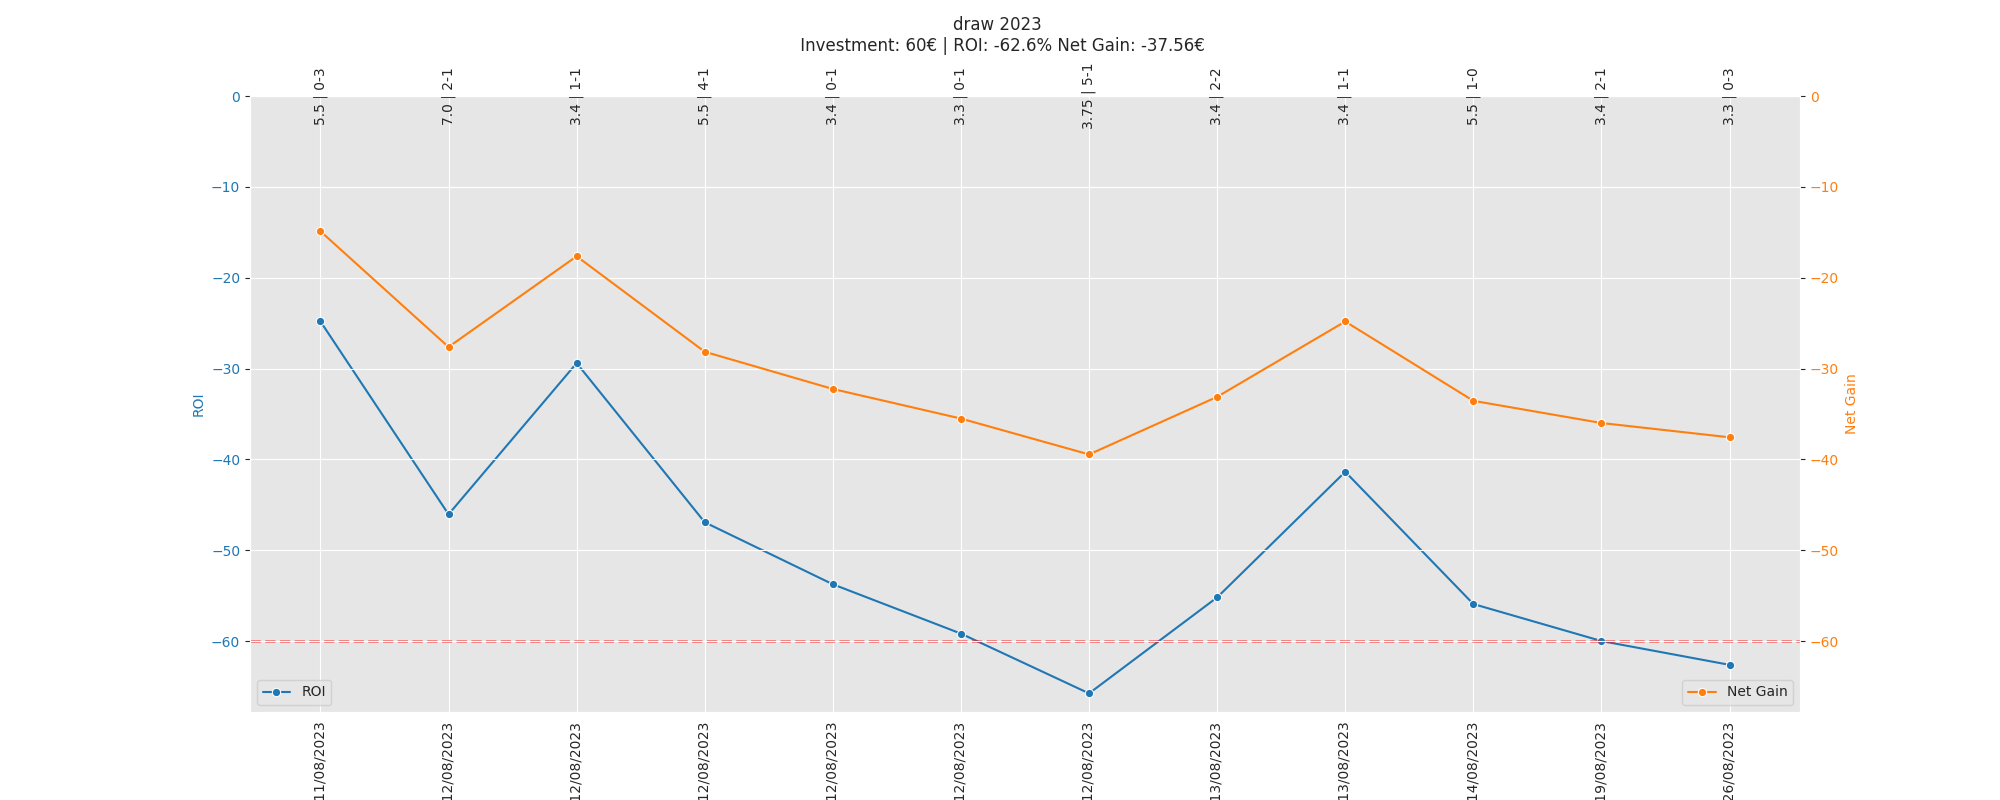 draw 2023
Investment: 60€ | ROI: -62.6% Net Gain: -37.56€
5.5 | 0-3
7.0 | 2-1
3.4 | 1-1
5.5 | 4-1
3.4 | 0-1
3.3 | 0-1
3.75 | 5-1
3.4 | 2-2
3.4 | 1-1
5.5 | 1-0
3.4 | 2-1
3.3 | 0-3
0
−10
−20
−30
−40
−50
−60
ROI
0
−10
−20
−30
−40
−50
−60
Net Gain
ROI
Net Gain
11/08/2023
12/08/2023
12/08/2023
12/08/2023
12/08/2023
12/08/2023
12/08/2023
13/08/2023
13/08/2023
14/08/2023
19/08/2023
26/08/2023